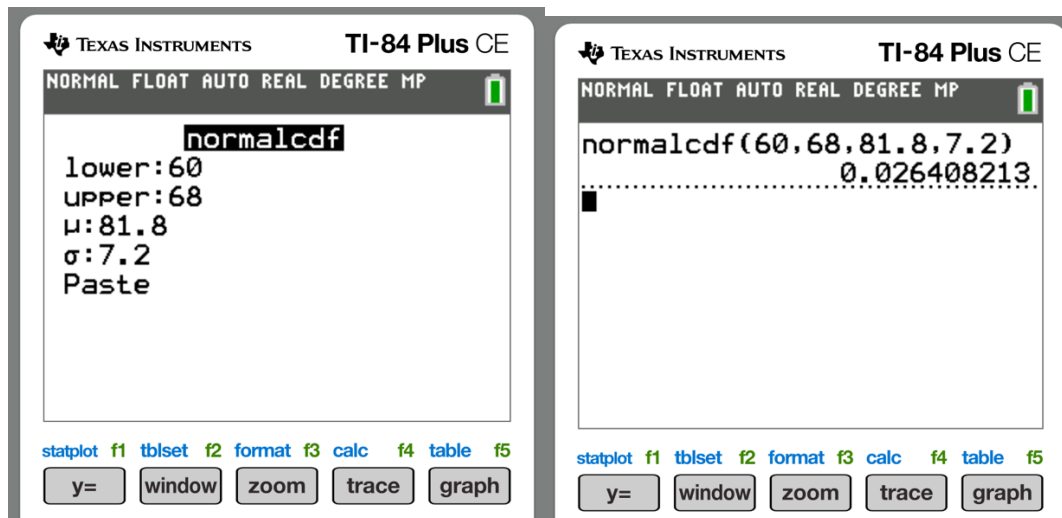 TEXAS INSTRUMENTS TI-84 Plus CE
NORMAL FLOAT AUTO REAL DEGREE MP
normalcdf
lower:60
upper:68
μ:81.8
σ:7.2
Paste
statplot f1 tblset f2 format f3 calc f4 table f5
y= window zoom trace graph
TEXAS INSTRUMENTS TI-84 Plus CE
NORMAL FLOAT AUTO REAL DEGREE MP
normalcdf(60,68,81.8,7.2)
0.026408213
statplot f1 tblset f2 format f3 calc f4 table f5
y= window zoom trace graph